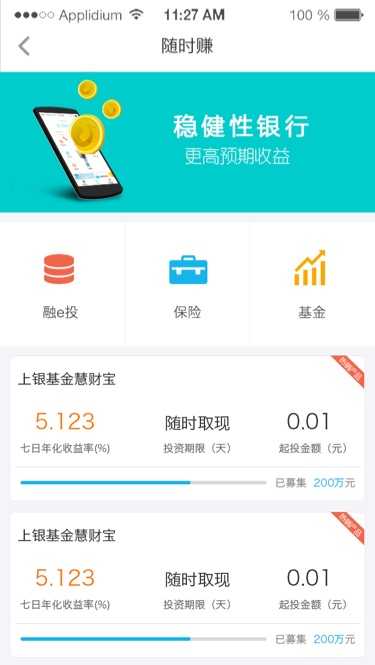 Applidium 11:27 AM 100 %
随时赚
稳健性银行
更高预期收益
融e投 保险 基金
上银基金慧财宝
5.123 随时取现 0.01
七日年化收益率(%) 投资期限（天） 起投金额（元）
已募集 200万元
上银基金慧财宝
5.123 随时取现 0.01
七日年化收益率(%) 投资期限（天） 起投金额（元）
已募集 200万元